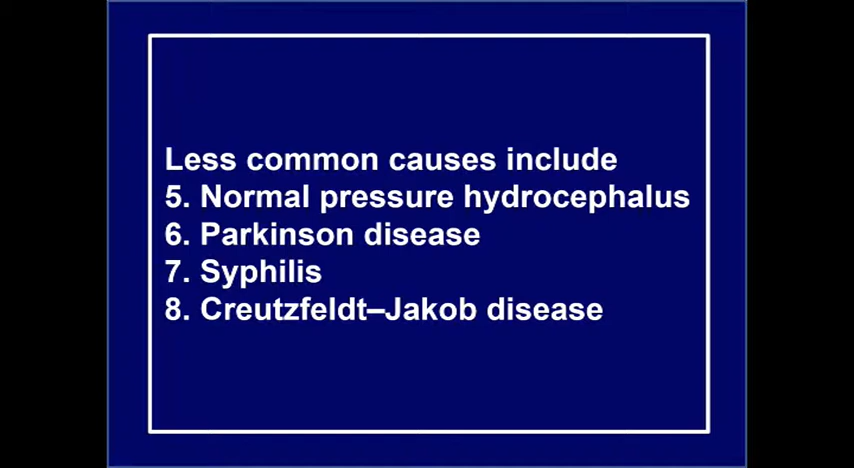 Less common causes include
5. Normal pressure hydrocephalus
6. Parkinson disease
7. Syphilis
8. Creutzfeldt–Jakob disease